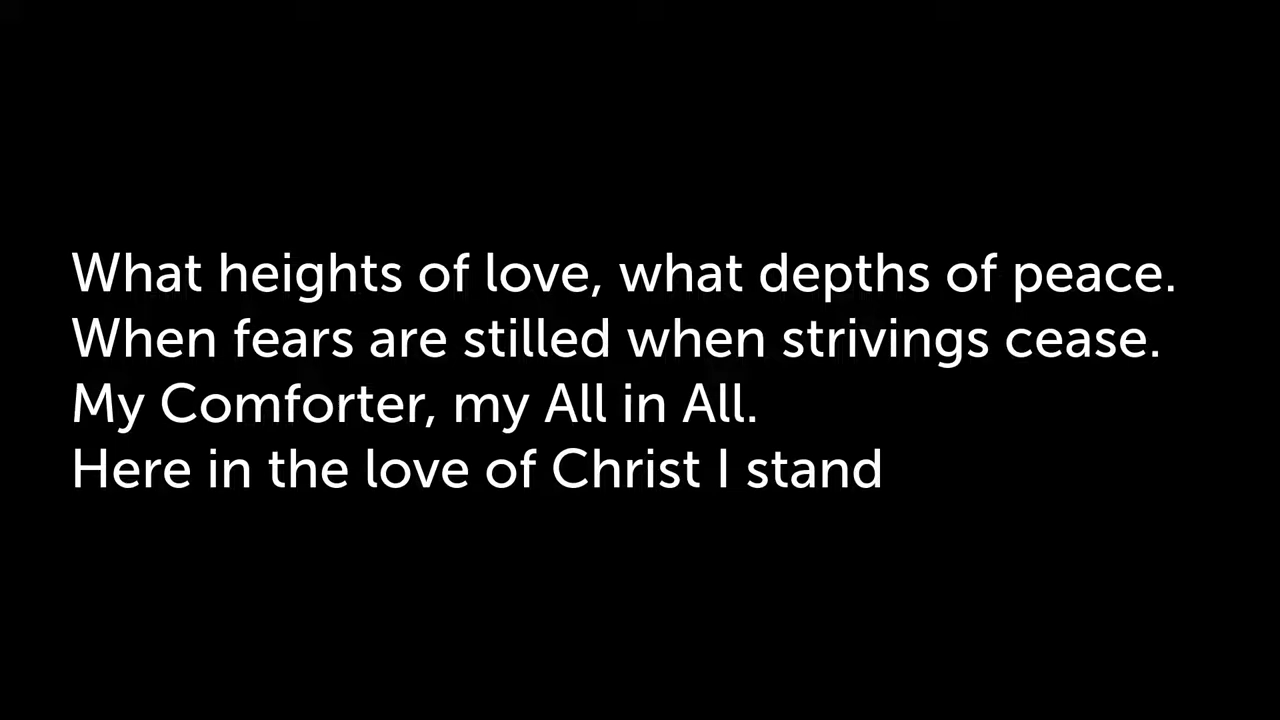 What heights of love, what depths of peace.
When fears are stilled when strivings cease.
My Comforter, my All in All.
Here in the love of Christ I stand